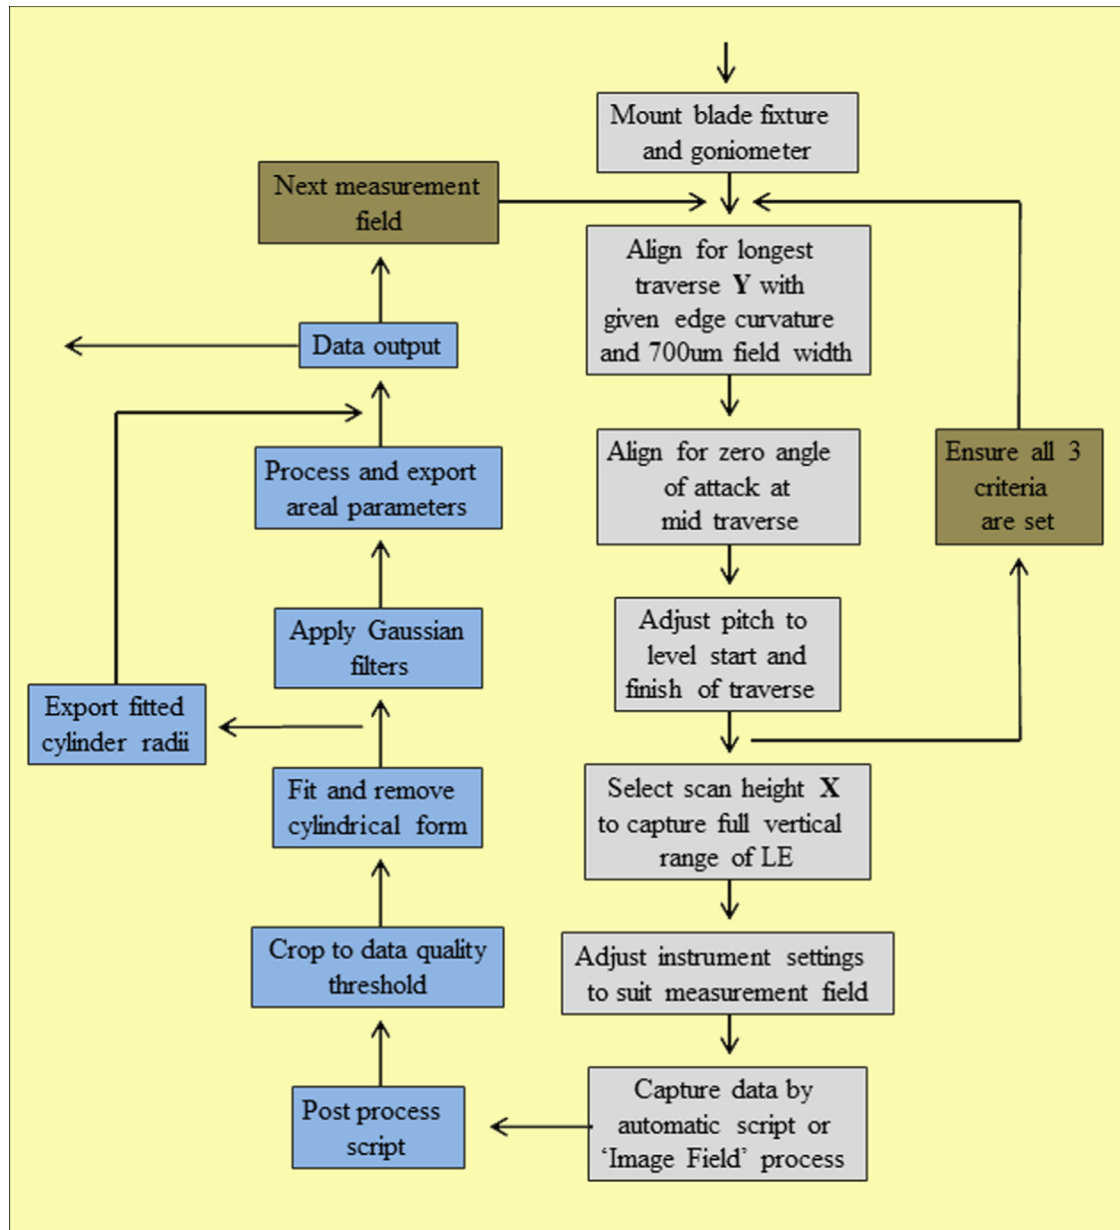 Mount blade fixture
and goniometer
Next measurement
field
Align for longest
traverse Y with
given edge curvature
and 700um field width
Data output
Align for zero angle
of attack at
mid traverse
Ensure all 3
criteria
are set
Process and export
areal parameters
Adjust pitch to
level start and
finish of traverse
Apply Gaussian
filters
Export fitted
cylinder radii
Fit and remove
cylindrical form
Select scan height X
to capture full vertical
range of LE
Crop to data quality
threshold
Adjust instrument settings
to suit measurement field
Capture data by
automatic script or
‘Image Field’ process
Post process
script